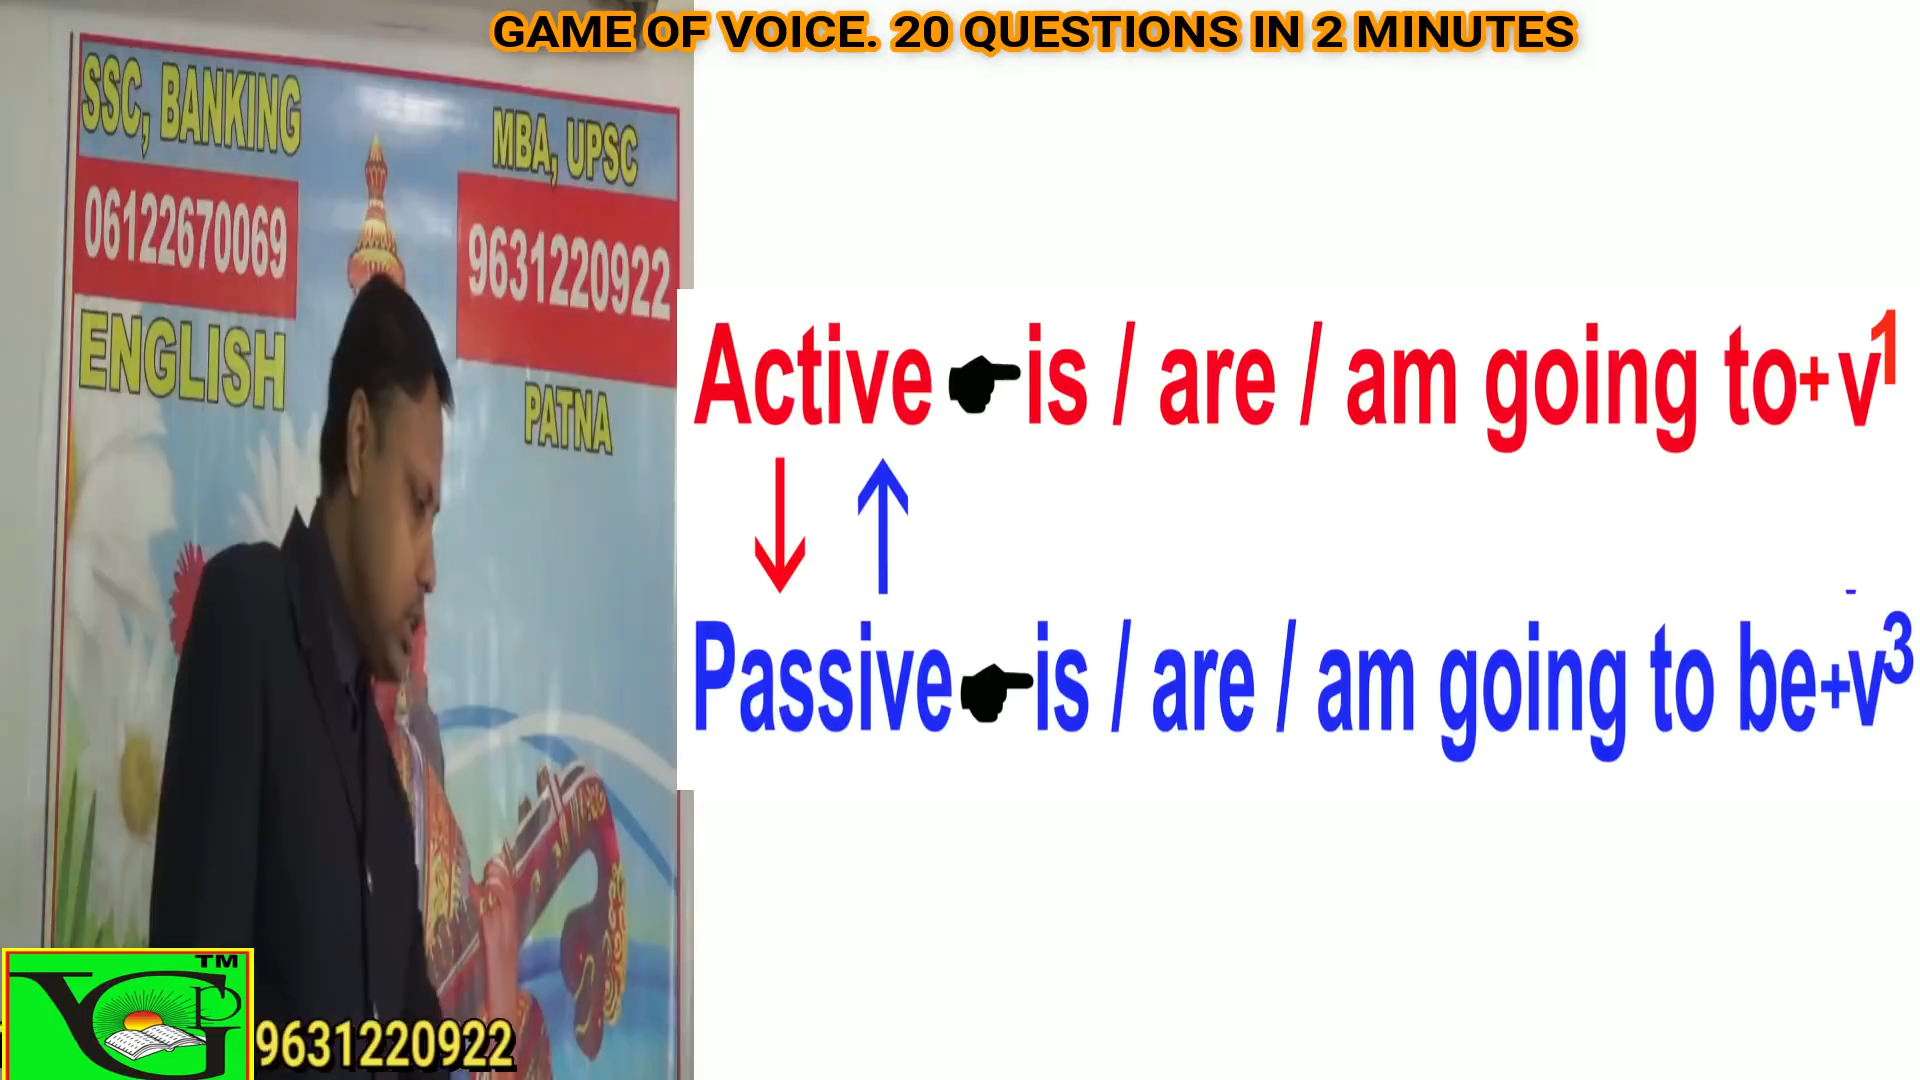 GAME OF VOICE. 20 QUESTIONS IN 2 MINUTES
SSC, BANKING
MBA, UPSC
06122670069
9631220922
ENGLISH
PATNA
Active is / are / am going to+v1
Passive is / are / am going to be+v3
VGP TM
9631220922